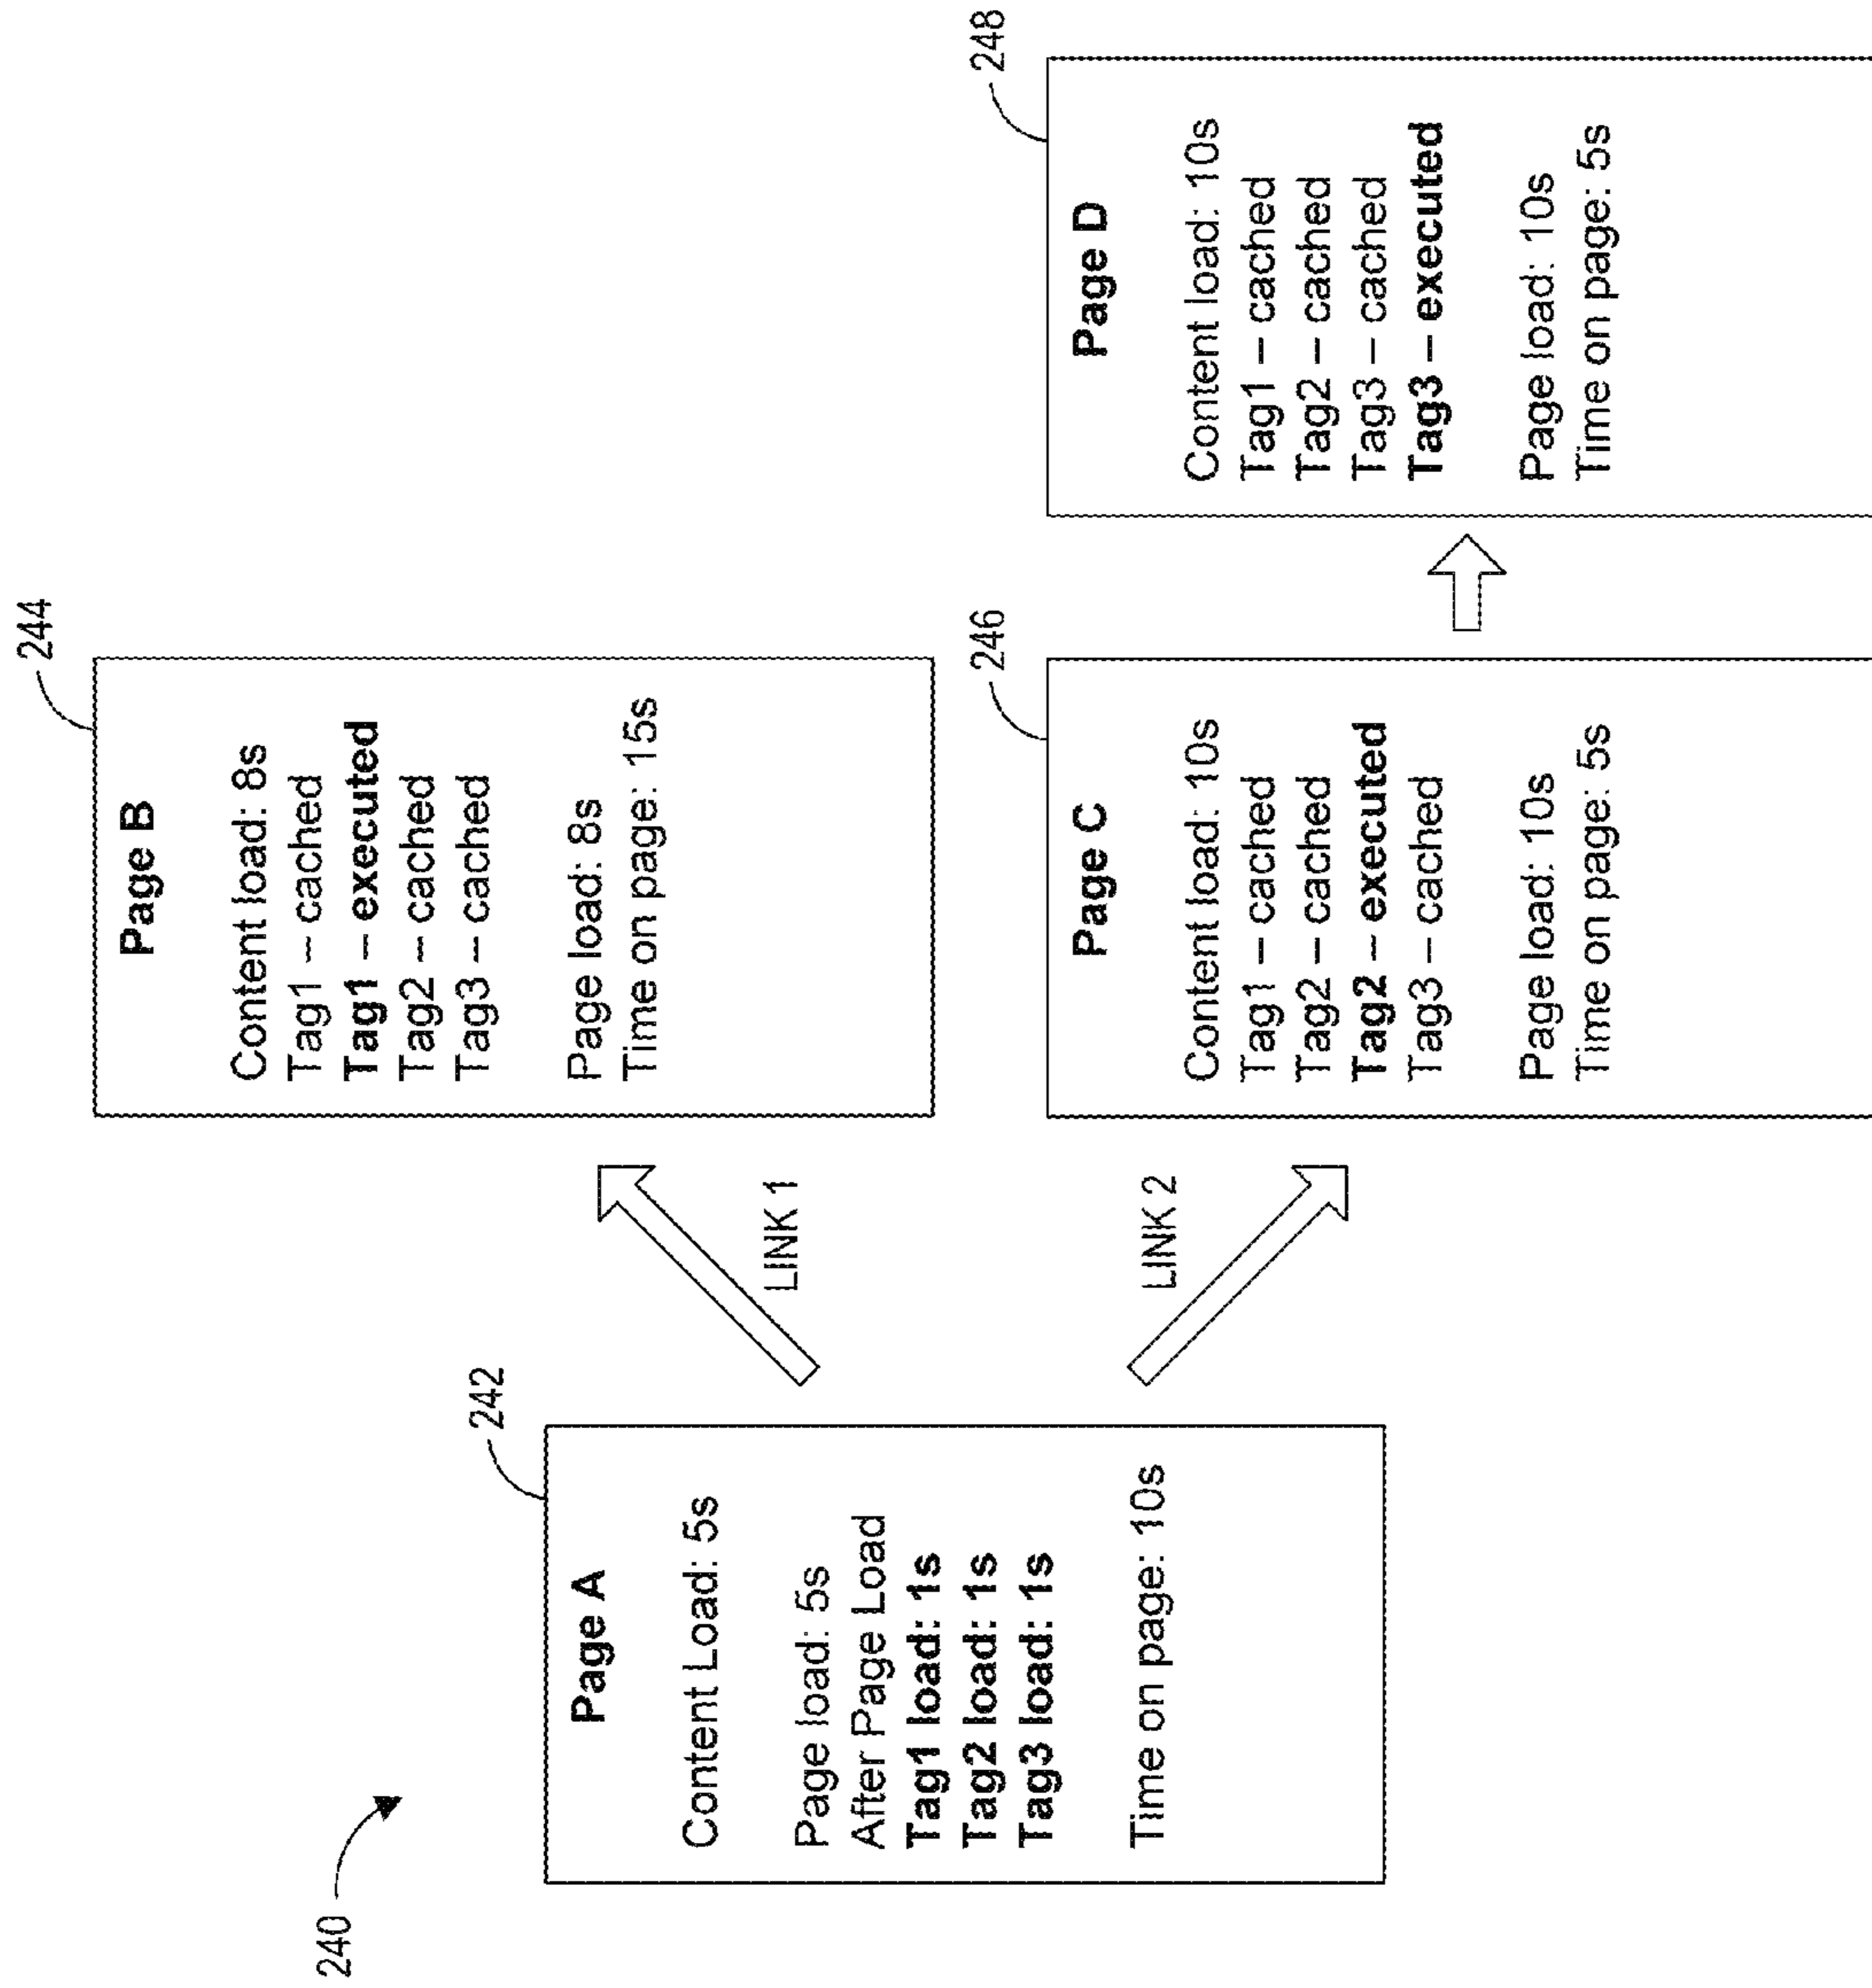 240
242
Page A
Content Load: 5s
Page load: 5s
After Page Load
Tag1 load: 1s
Tag2 load: 1s
Tag3 load: 1s
Time on page: 10s
LINK 1
LINK 2
244
Page B
Content load: 8s
Tag1 – cached
Tag1 – executed
Tag2 – cached
Tag3 – cached
Page load: 8s
Time on page: 15s
246
Page C
Content load: 10s
Tag1 – cached
Tag2 – cached
Tag2 – executed
Tag3 – cached
Page load: 10s
Time on page: 5s
248
Page D
Content load: 10s
Tag1 – cached
Tag2 – cached
Tag3 – cached
Tag3 – executed
Page load: 10s
Time on page: 5s